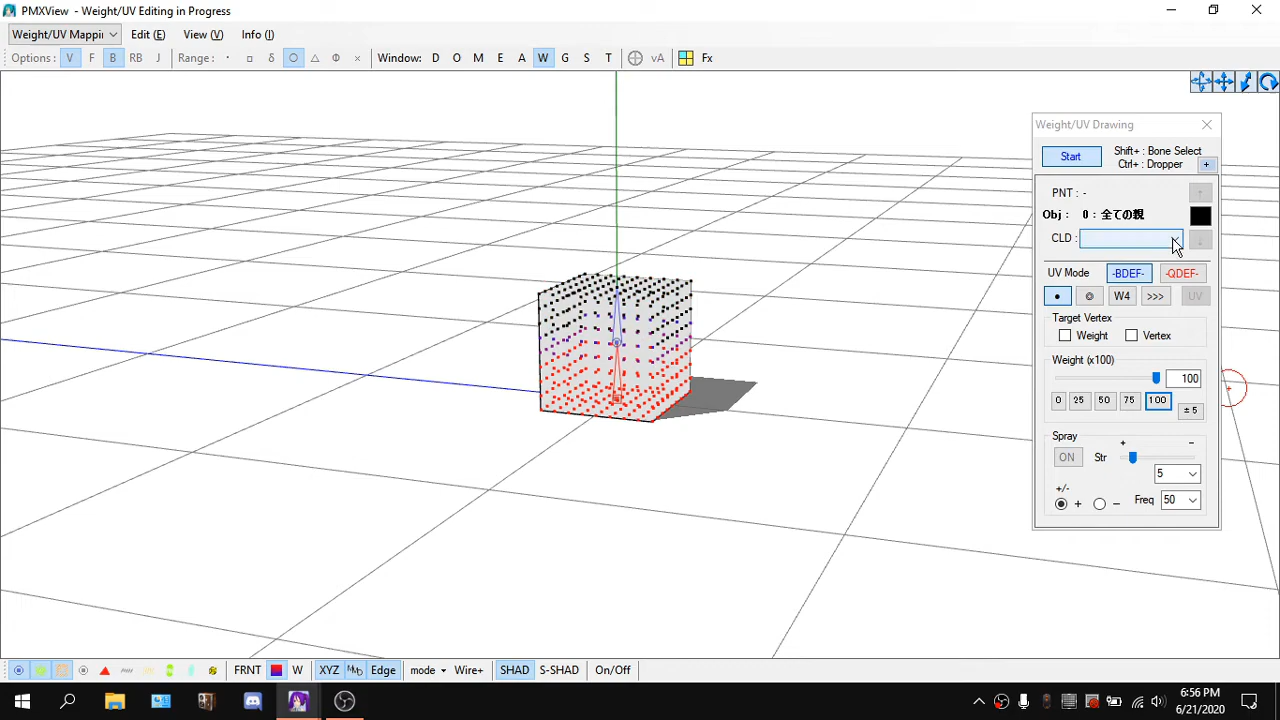 PMXView - Weight/UV Editing in Progress
Weight/UV Mappi Edit (E) View (V) Info (I)
Options : V F B RB J Range : δ Φ × Window: D O M E A W G S T vA Fx
Weight/UV Drawing
Start
Shift+ : Bone Select
Ctrl+ : Dropper
+
PNT : -
Obj : 0 : 全ての親
CLD :
UV Mode -BDEF- -QDEF-
W4 >>> UV
Target Vertex
Weight Vertex
Weight (x100)
100
0 25 50 75 100
± 5
Spray
+ −
ON Str
5
+/-
+ − Freq 50
FRNT W XYZ Edge mode Wire+ SHAD S-SHAD On/Off
6:56 PM
6/21/2020